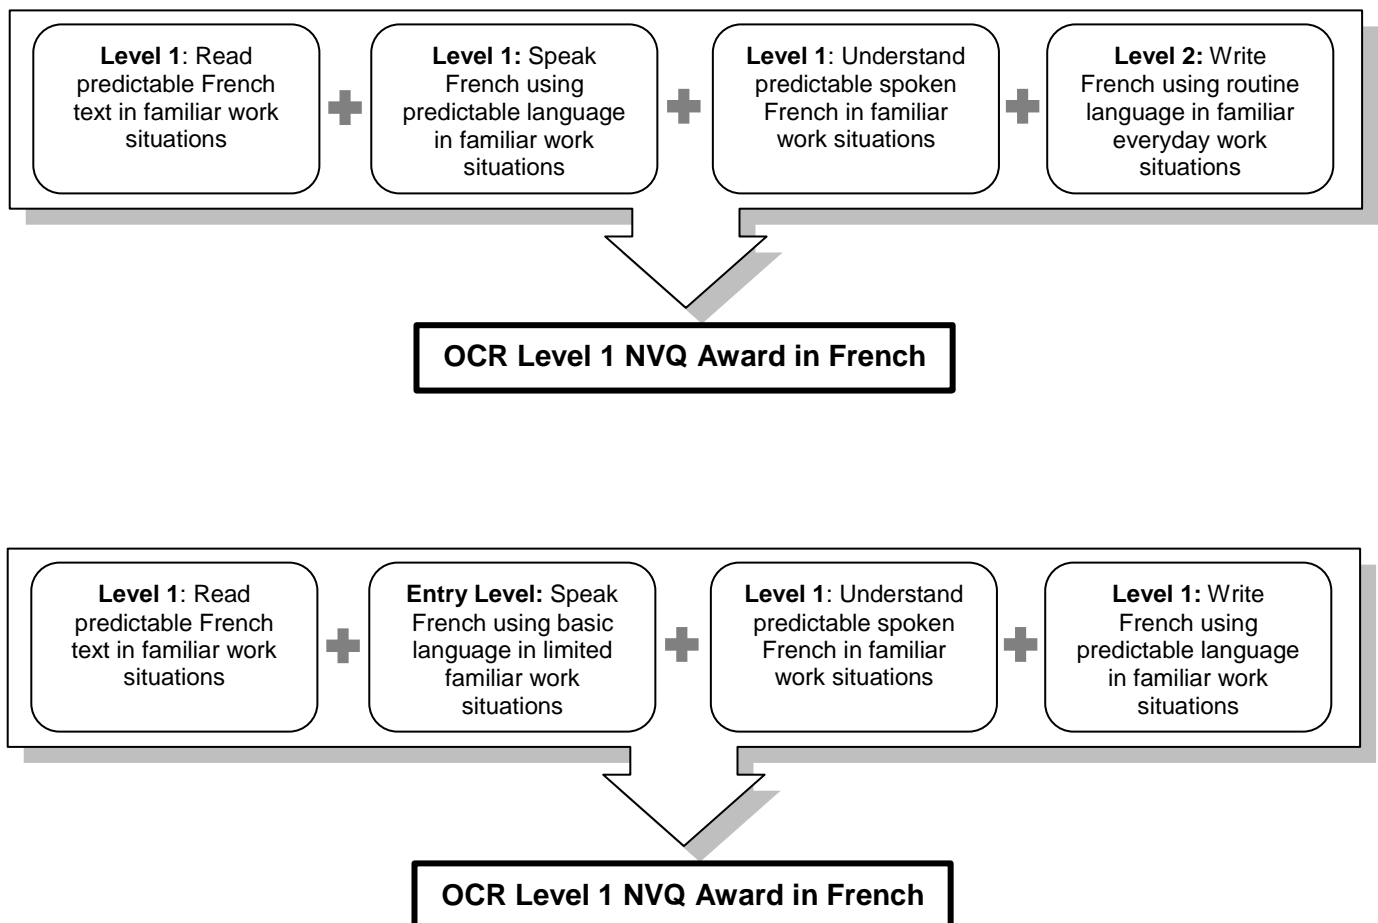 Level 1: Read
predictable French
text in familiar work
situations
Level 1: Speak
French using
predictable language
in familiar work
situations
Level 1: Understand
predictable spoken
French in familiar
work situations
Level 2: Write
French using routine
language in familiar
everyday work
situations
OCR Level 1 NVQ Award in French
Level 1: Read
predictable French
text in familiar work
situations
Entry Level: Speak
French using basic
language in limited
familiar work
situations
Level 1: Understand
predictable spoken
French in familiar
work situations
Level 1: Write
French using
predictable language
in familiar work
situations
OCR Level 1 NVQ Award in French